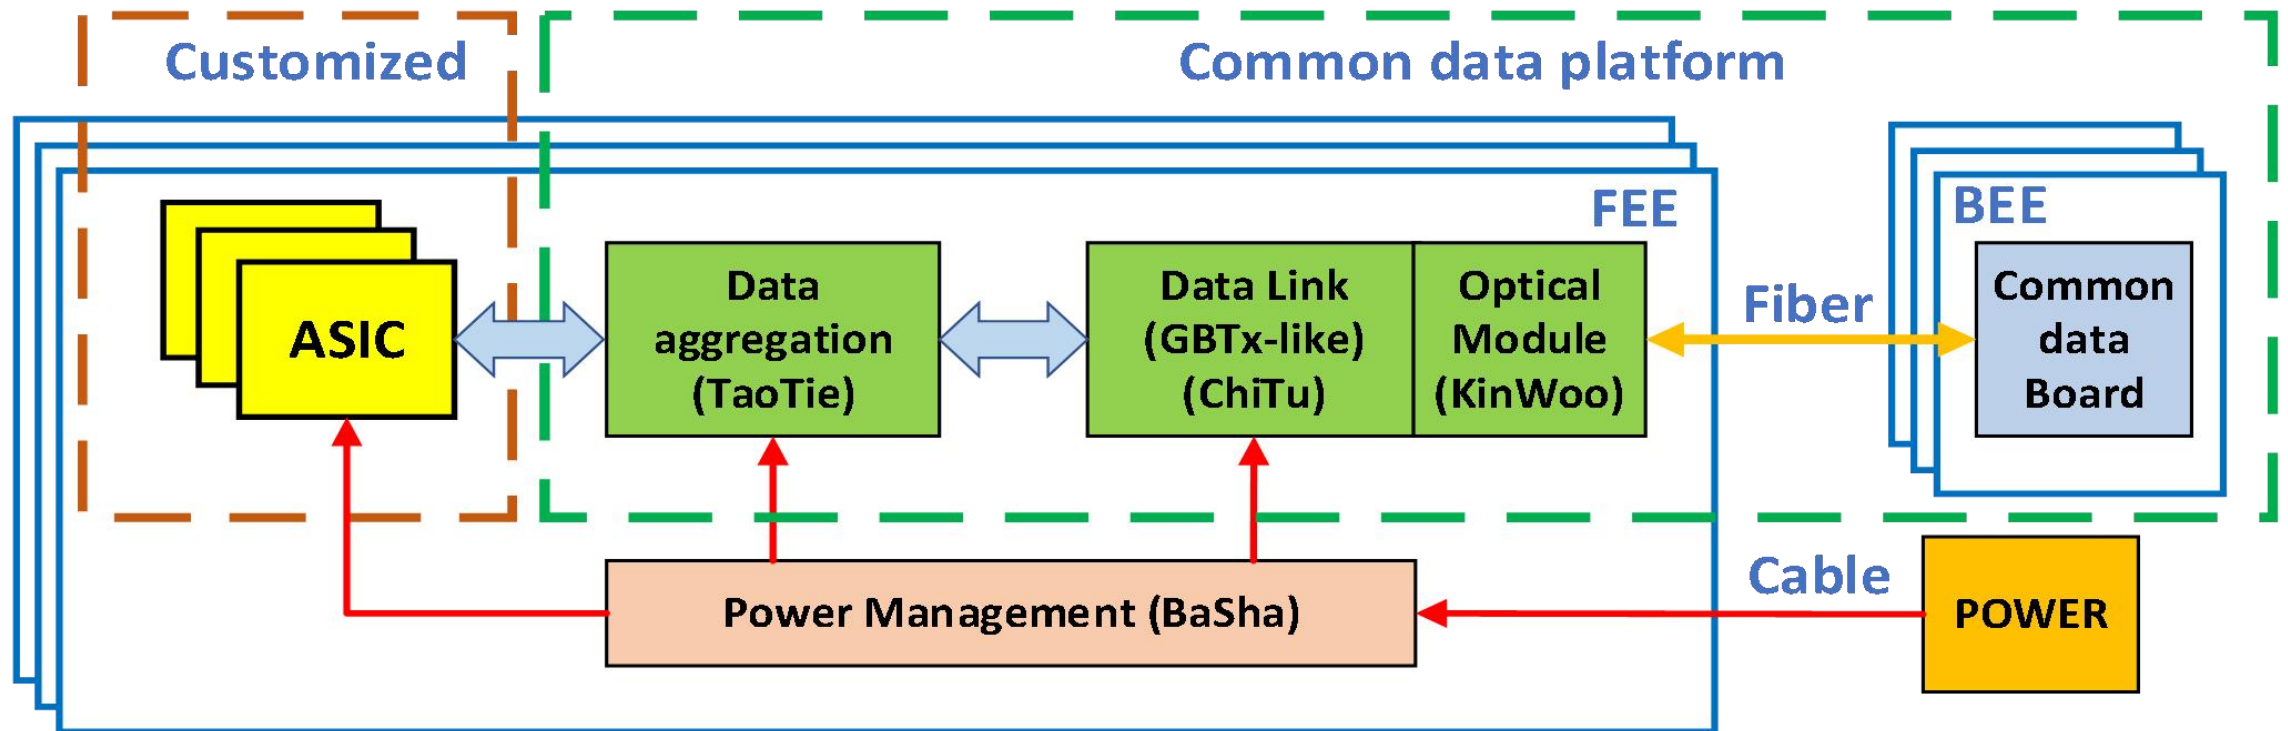 Customized
Common data platform
FEE
BEE
ASIC
Data
aggregation
(TaoTie)
Data Link
(GBTx-like)
(ChiTu)
Optical
Module
(KinWoo)
Fiber
Common
data
Board
Power Management (BaSha)
Cable
POWER